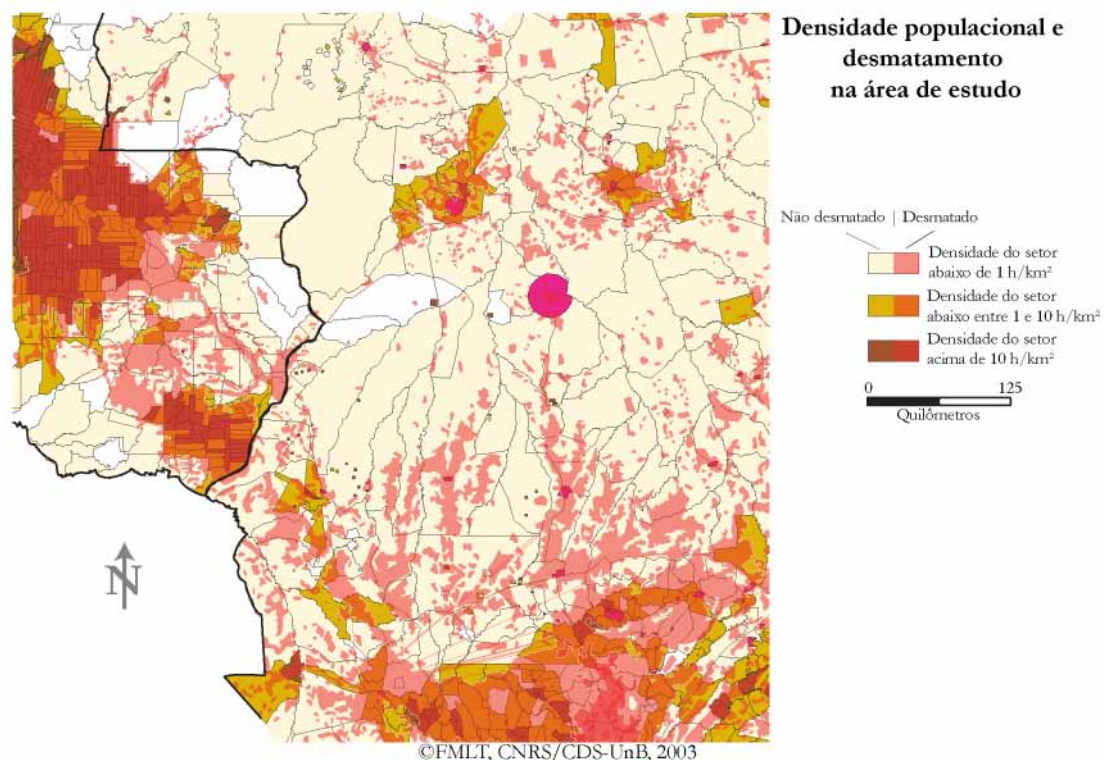 Densidade populacional e
desmatamento
na área de estudo
Não desmatado | Desmatado
Densidade do setor
abaixo de 1 h/km²
Densidade do setor
abaixo entre 1 e 10 h/km²
Densidade do setor
acima de 10 h/km²
0 125
Quilômetros
N
©FMLT, CNRS/CDS-UnB, 2003